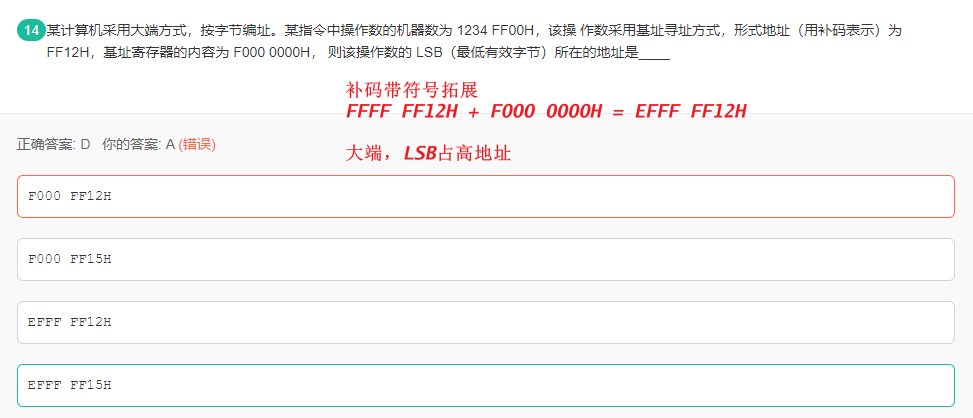 14 某计算机采用大端方式，按字节编址。某指令中操作数的机器数为 1234 FF00H，该操 作数采用基址寻址方式，形式地址（用补码表示）为
FF12H，基址寄存器的内容为 F000 0000H， 则该操作数的 LSB（最低有效字节）所在的地址是____
补码带符号拓展
FFFF FF12H + F000 0000H = EFFF FF12H
正确答案: D 你的答案: A (错误)
大端，LSB占高地址
F000 FF12H
F000 FF15H
EFFF FF12H
EFFF FF15H